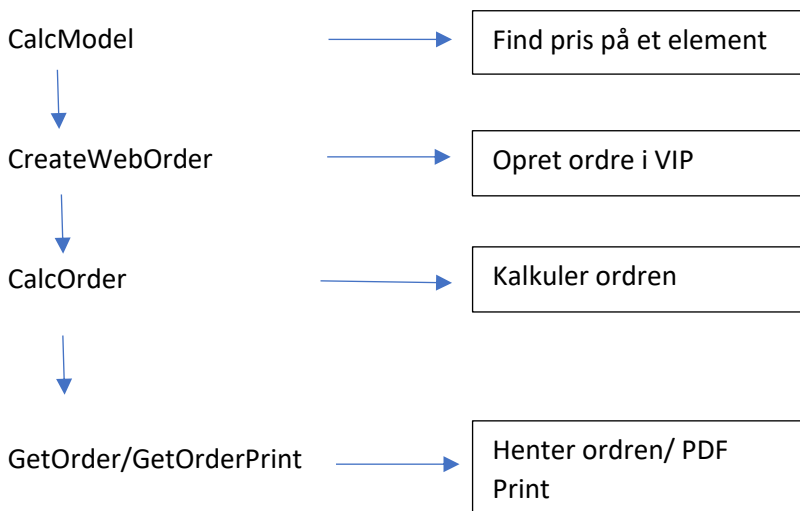 CalcModel
Find pris på et element
CreateWebOrder
Opret ordre i VIP
CalcOrder
Kalkuler ordren
GetOrder/GetOrderPrint
Henter ordren/ PDF
Print